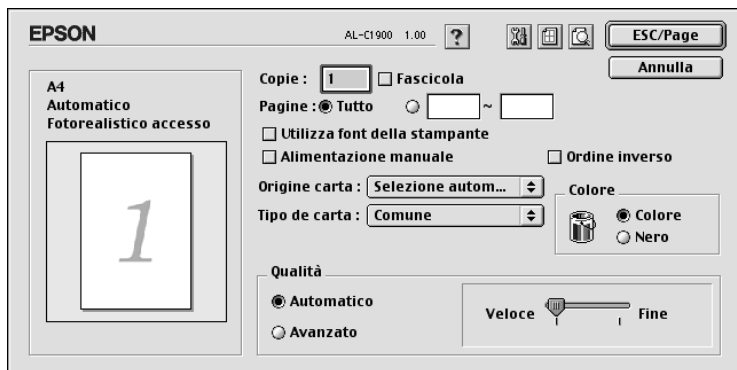 EPSON
AL-C1900 1.00
?
ESC/Page
Annulla
A4
Automatico
Fotorealistico accesso
1
Copie : 1 Fascicola
Pagine : Tutto ~
Utilizza font della stampante
Alimentazione manuale
Ordine inverso
Origine carta : Selezione autom...
Tipo de carta : Comune
Colore
Colore
Nero
Qualità
Automatico
Avanzato
Veloce Fine